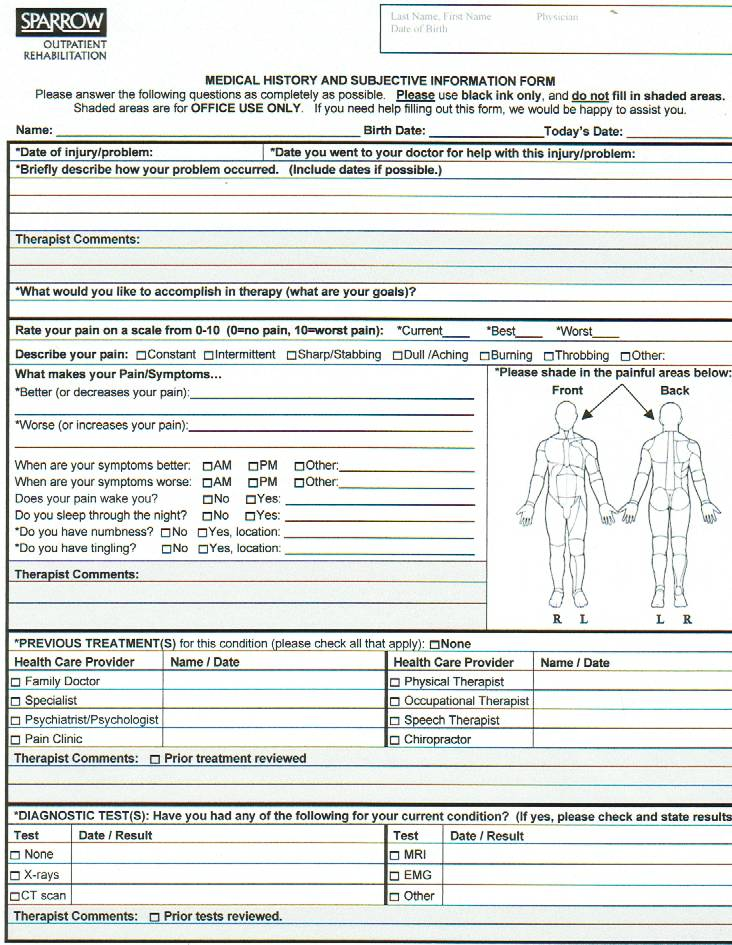 SPARROW
OUTPATIENT
REHABILITATION
Last Name, First Name Physician
Date of Birth
MEDICAL HISTORY AND SUBJECTIVE INFORMATION FORM
Please answer the following questions as completely as possible. Please use black ink only, and do not fill in shaded areas.
Shaded areas are for OFFICE USE ONLY. If you need help filling out this form, we would be happy to assist you.
Name: Birth Date: Today's Date:
*Date of injury/problem: *Date you went to your doctor for help with this injury/problem:
*Briefly describe how your problem occurred. (Include dates if possible.)
Therapist Comments:
*What would you like to accomplish in therapy (what are your goals)?
Rate your pain on a scale from 0-10 (0=no pain, 10=worst pain): *Current____ *Best____ *Worst____
Describe your pain: ☐Constant ☐Intermittent ☐Sharp/Stabbing ☐Dull /Aching ☐Burning ☐Throbbing ☐Other:
What makes your Pain/Symptoms... *Please shade in the painful areas below:
Front Back
*Better (or decreases your pain):
*Worse (or increases your pain):
When are your symptoms better: ☐AM ☐PM ☐Other:
When are your symptoms worse: ☐AM ☐PM ☐Other:
Does your pain wake you? ☐No ☐Yes:
Do you sleep through the night? ☐No ☐Yes:
*Do you have numbness? ☐No ☐Yes, location:
*Do you have tingling? ☐No ☐Yes, location:
Therapist Comments:
R L L R
*PREVIOUS TREATMENT(S) for this condition (please check all that apply): ☐None
Health Care Provider Name / Date Health Care Provider Name / Date
☐ Family Doctor ☐ Physical Therapist
☐ Specialist ☐ Occupational Therapist
☐ Psychiatrist/Psychologist ☐ Speech Therapist
☐ Pain Clinic ☐ Chiropractor
Therapist Comments: ☐ Prior treatment reviewed
*DIAGNOSTIC TEST(S): Have you had any of the following for your current condition? (If yes, please check and state results
Test Date / Result Test Date / Result
☐ None ☐ MRI
☐ X-rays ☐ EMG
☐CT scan ☐ Other
Therapist Comments: ☐ Prior tests reviewed.